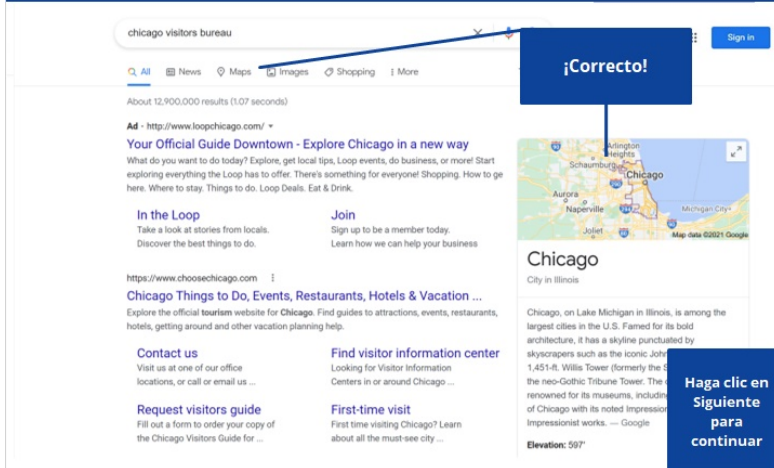 chicago visitors bureau
Sign in
¡Correcto!
All
News
Maps
Images
Shopping
More
About 12,900,000 results (1.07 seconds)
Ad - http://www.loopchicago.com/
Your Official Guide Downtown - Explore Chicago in a new way
What do you want to do today? Explore, get local tips, Loop events, do business, or more! Start
exploring everything the Loop has to offer. There's something for everyone! Shopping. How to get
here. Where to stay. Things to do. Loop Deals. Eat & Drink.
In the Loop
Take a look at stories from locals.
Discover the best things to do.
Join
Sign up to be a member today.
Learn how we can help your business
https://www.choosechicago.com
Chicago Things to Do, Events, Restaurants, Hotels & Vacation ...
Explore the official tourism website for Chicago. Find guides to attractions, events, restaurants,
hotels, getting around and other vacation planning help.
Contact us
Visit us at one of our office
locations, or call or email us ...
Find visitor information center
Looking for Visitor Information
Centers in or around Chicago ...
Request visitors guide
Fill out a form to order your copy of
the Chicago Visitors Guide for ...
First-time visit
First time visiting Chicago? Learn
about all the must-see city ...
Arlington
Heights
Schaumburg
Chicago
Aurora
Naperville
Michigan City
Joliet
Map data ©2021 Google
Chicago
City in Illinois
Chicago, on Lake Michigan in Illinois, is among the
largest cities in the U.S. Famed for its bold
architecture, it has a skyline punctuated by
skyscrapers such as the iconic John
1,451-ft. Willis Tower (formerly the
the neo-Gothic Tribune Tower. The
renowned for its museums, including
of Chicago with its noted Impression
Impressionist works. — Google
Elevation: 597'
Haga clic en
Siguiente
para
continuar